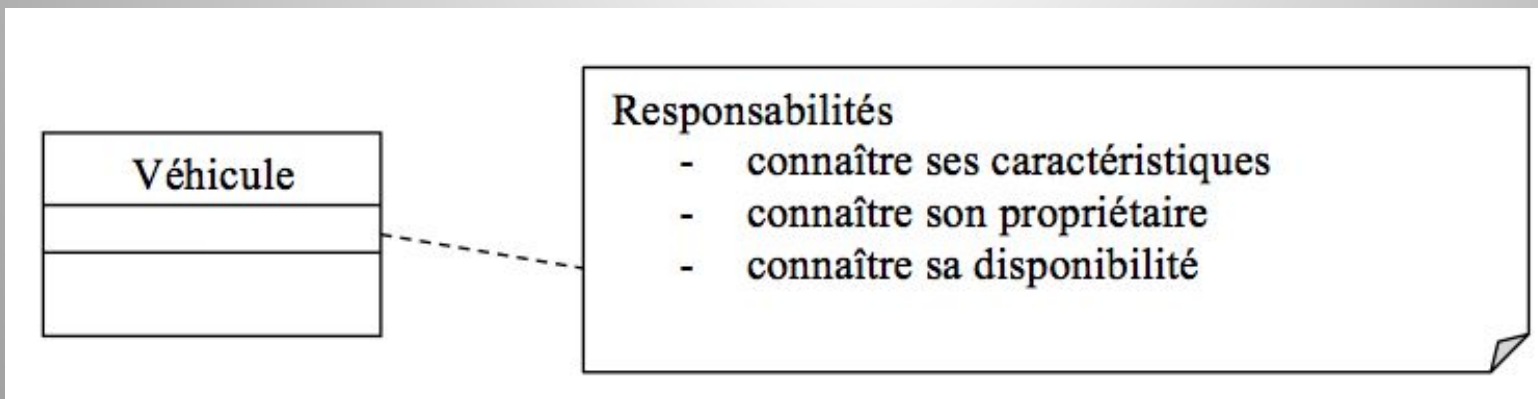 Véhicule
Responsabilités
- connaître ses caractéristiques
- connaître son propriétaire
- connaître sa disponibilité